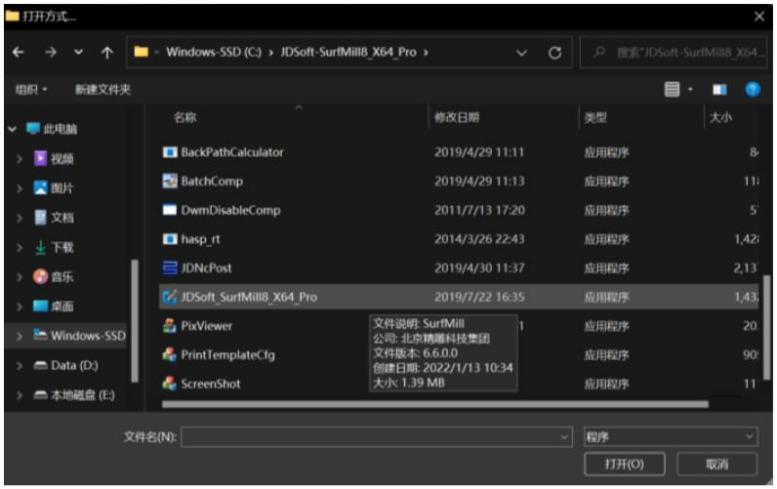 打开方式...
Windows-SSD (C:) › JDSoft-SurfMill8_X64_Pro ›
搜索"JDSoft-SurfMill8_X64...
组织 新建文件夹
名称 修改日期 类型 大小
此电脑
视频
图片
文档
下载
音乐
桌面
Windows-SSD
Data (D:)
本地磁盘 (E:)
BackPathCalculator 2019/4/29 11:11 应用程序
BatchComp 2019/4/29 11:13 应用程序 118
DwmDisableComp 2011/7/13 17:20 应用程序
hasp_rt 2014/3/26 22:43 应用程序 1,428
JDNcPost 2019/4/30 11:37 应用程序 2,13
JDSoft_SurfMill8_X64_Pro 2019/7/22 16:35 应用程序 1,43
PixViewer 1 应用程序 20
PrintTemplateCfg 应用程序 90
ScreenShot 应用程序 11
文件说明: SurfMill
公司: 北京精雕科技集团
文件版本: 6.6.0.0
创建日期: 2022/1/13 10:34
大小: 1.39 MB
文件名(N): 程序
打开(O) 取消